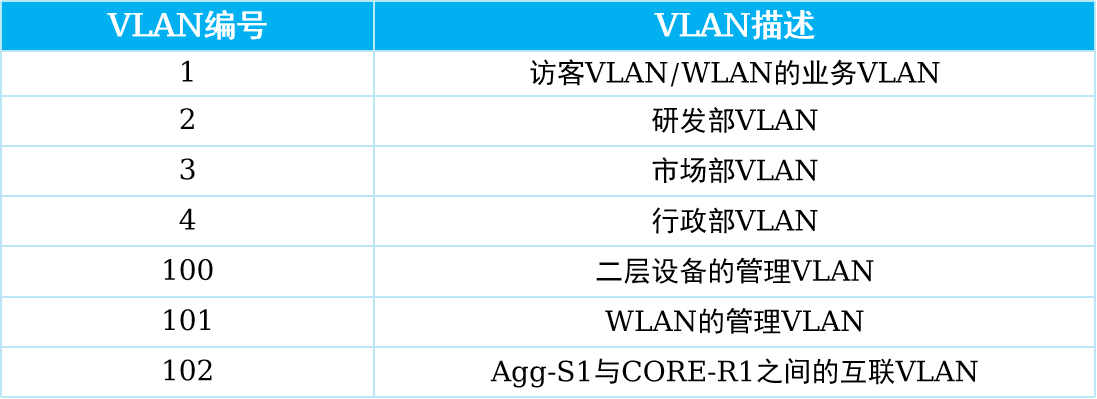 VLAN编号 VLAN描述
1 访客VLAN/WLAN的业务VLAN
2 研发部VLAN
3 市场部VLAN
4 行政部VLAN
100 二层设备的管理VLAN
101 WLAN的管理VLAN
102 Agg-S1与CORE-R1之间的互联VLAN